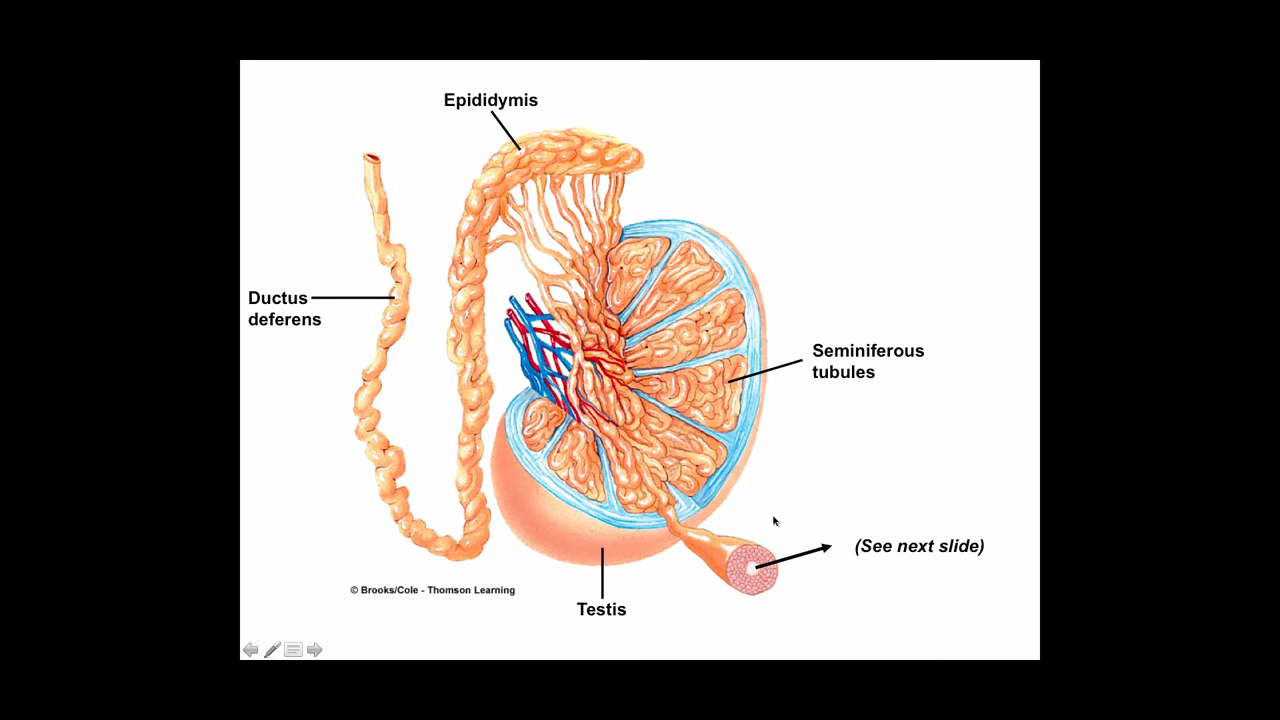 Epididymis
Ductus
deferens
Seminiferous
tubules
(See next slide)
© Brooks/Cole - Thomson Learning
Testis